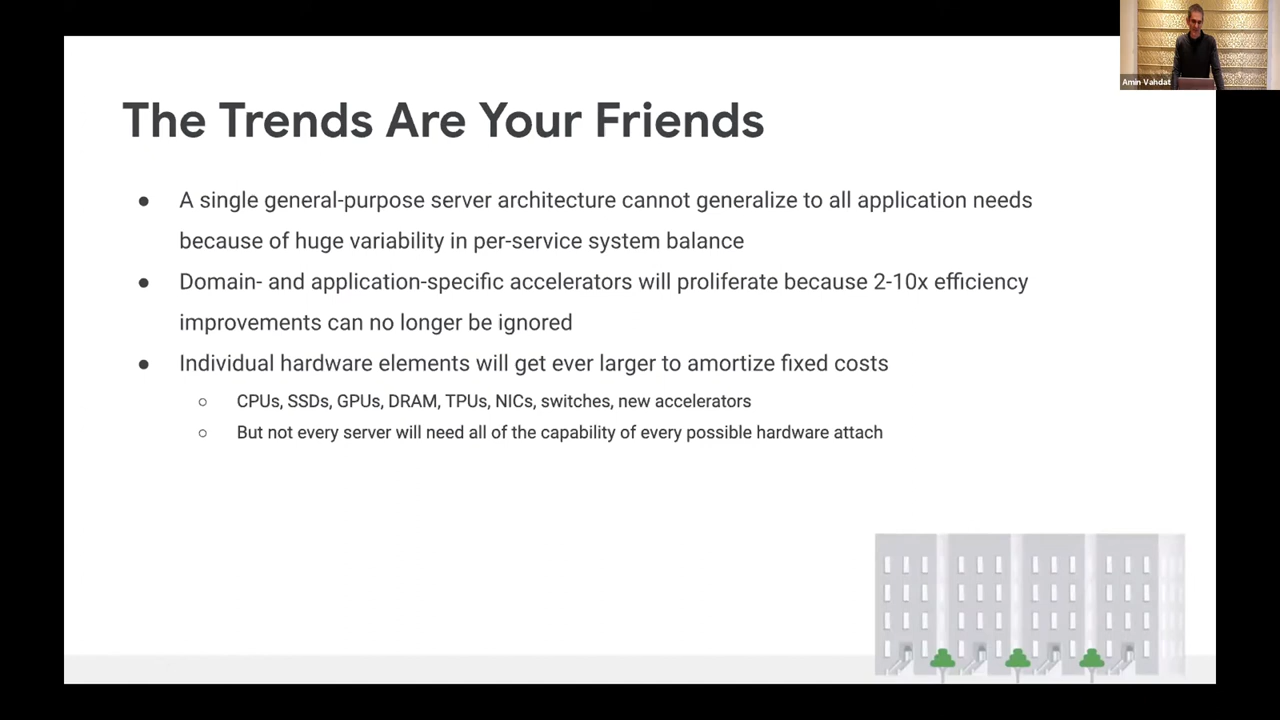 Amin Vahdat
The Trends Are Your Friends
● A single general-purpose server architecture cannot generalize to all application needs
because of huge variability in per-service system balance
● Domain- and application-specific accelerators will proliferate because 2-10x efficiency
improvements can no longer be ignored
● Individual hardware elements will get ever larger to amortize fixed costs
○ CPUs, SSDs, GPUs, DRAM, TPUs, NICs, switches, new accelerators
○ But not every server will need all of the capability of every possible hardware attach